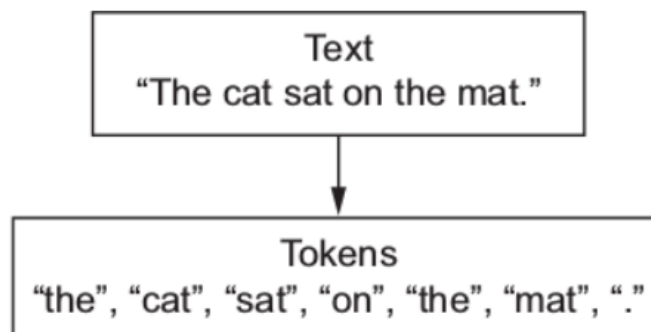 Text
“The cat sat on the mat.”
Tokens
“the”, “cat”, “sat”, “on”, “the”, “mat”, “.”